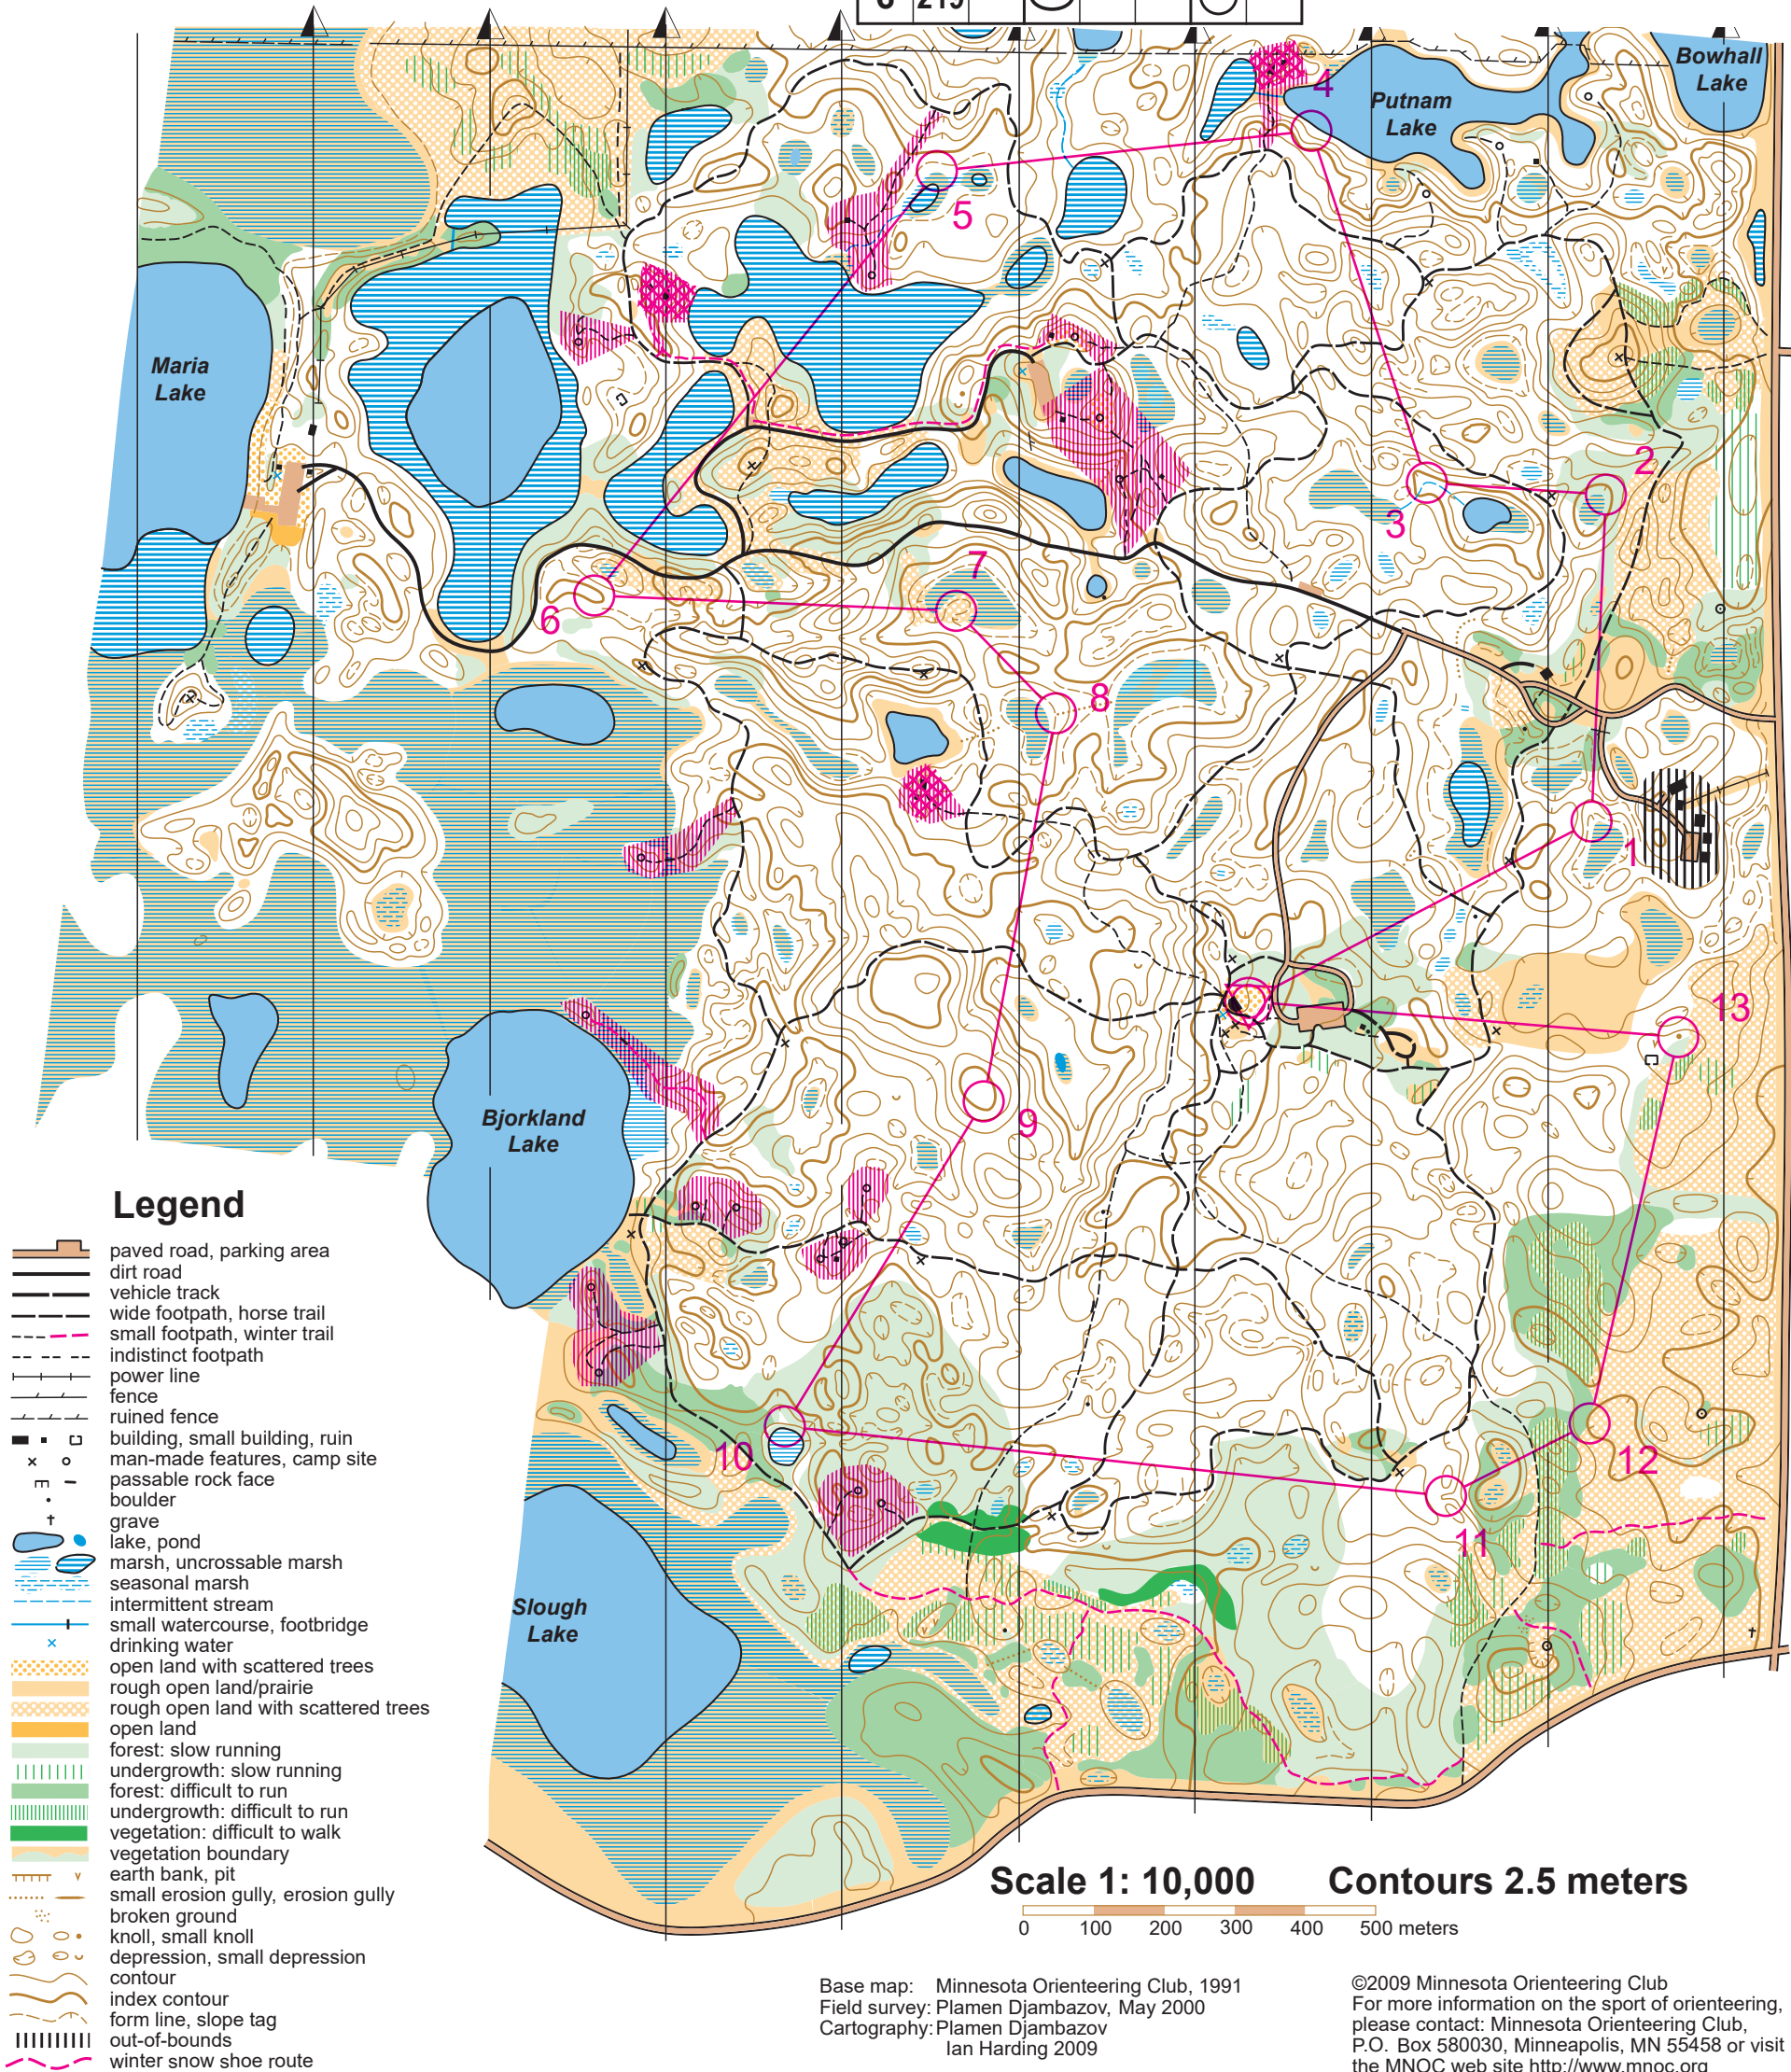 6 219
Bowhall
Lake
4
Putnam
Lake
5
Maria
Lake
2
3
7
6
8
1
13
9
Bjorkland
Lake
10
12
11
Slough
Lake
Legend
paved road, parking area
dirt road
vehicle track
wide footpath, horse trail
small footpath, winter trail
indistinct footpath
power line
fence
ruined fence
building, small building, ruin
man-made features, camp site
passable rock face
boulder
grave
lake, pond
marsh, uncrossable marsh
seasonal marsh
intermittent stream
small watercourse, footbridge
drinking water
open land with scattered trees
rough open land/prairie
rough open land with scattered trees
open land
forest: slow running
undergrowth: slow running
forest: difficult to run
undergrowth: difficult to run
vegetation: difficult to walk
vegetation boundary
earth bank, pit
small erosion gully, erosion gully
broken ground
knoll, small knoll
depression, small depression
contour
index contour
form line, slope tag
out-of-bounds
winter snow shoe route
Scale 1: 10,000 Contours 2.5 meters
0 100 200 300 400 500 meters
Base map: Minnesota Orienteering Club, 1991
Field survey: Plamen Djambazov, May 2000
Cartography: Plamen Djambazov
Ian Harding 2009
©2009 Minnesota Orienteering Club
For more information on the sport of orienteering,
please contact: Minnesota Orienteering Club,
P.O. Box 580030, Minneapolis, MN 55458 or visit
the MNOC web site http://www.mnoc.org